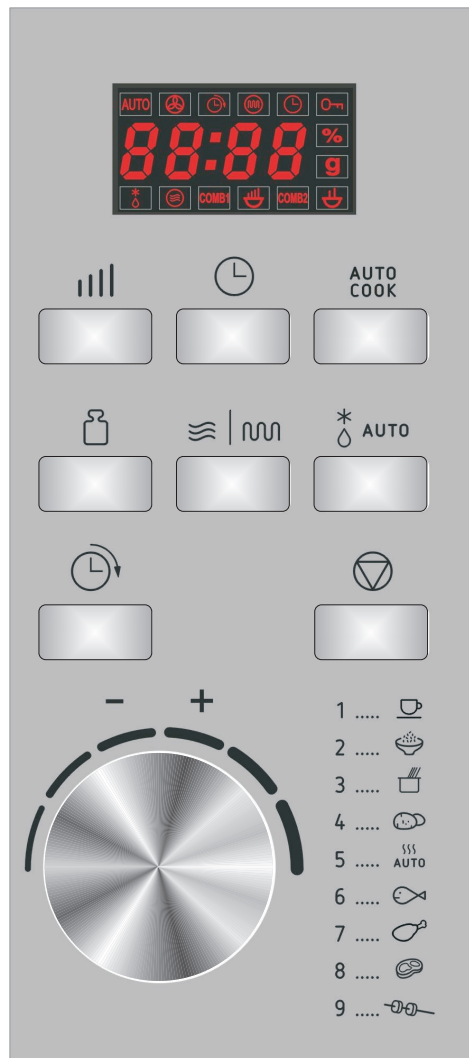 AUTO
88:88 %
g
COMB1 COMB2
AUTO
COOK
AUTO
- +
1 .....
2 .....
3 .....
4 .....
5 ..... AUTO
6 .....
7 .....
8 .....
9 .....